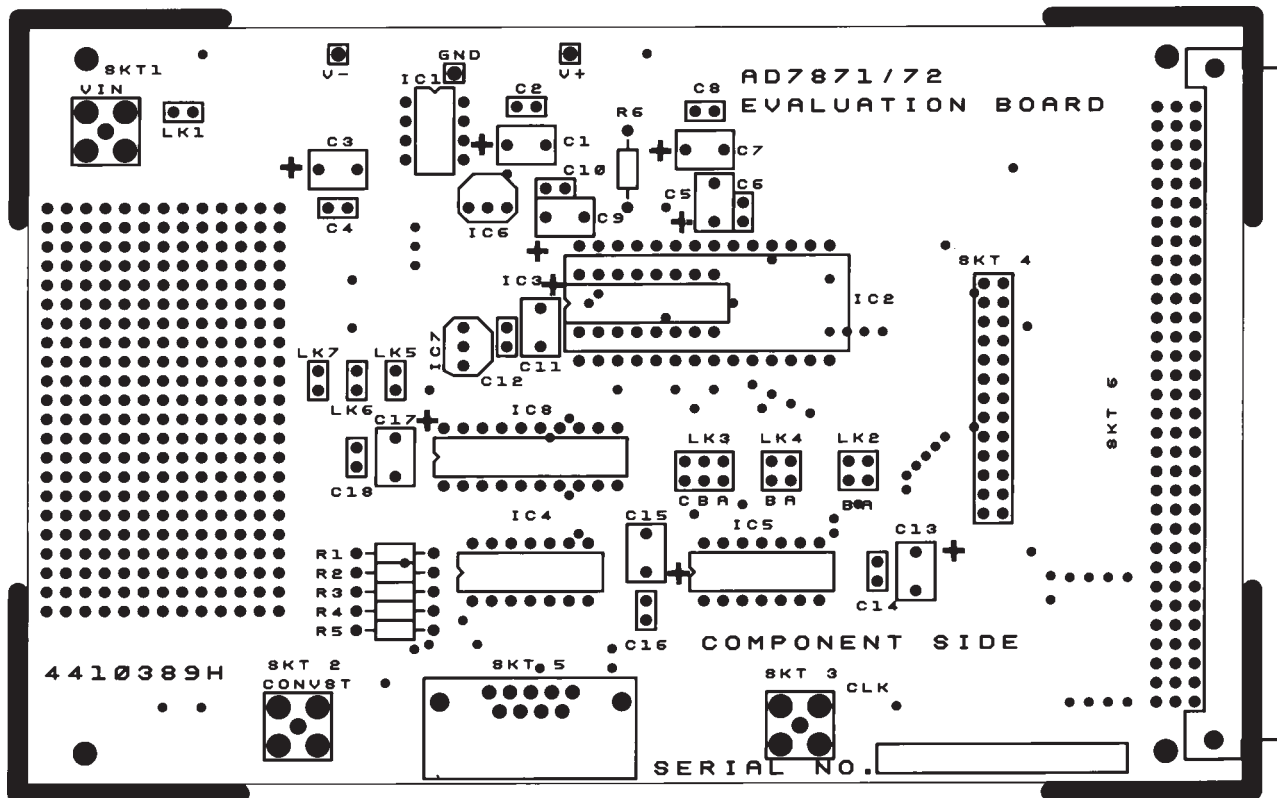 SKT1
VIN
LK1
V-
GND
V+
IC1
C2
C1
C3
C4
R6
C8
C7
AD7871/72
EVALUATION BOARD
C10
C9
C5
C6
IC6
IC3
IC2
SKT 4
IC7
C12
C11
LK7
LK5
LK6
C17
IC8
C18
LK3
LK4
LK2
C B A
B A
B A
SKT 6
IC4
C15
IC5
C13
R1
R2
R3
R4
R5
C14
C16
COMPONENT SIDE
4410389H
SKT 2
CONVST
SKT 5
SKT 3
CLK
SERIAL NO.